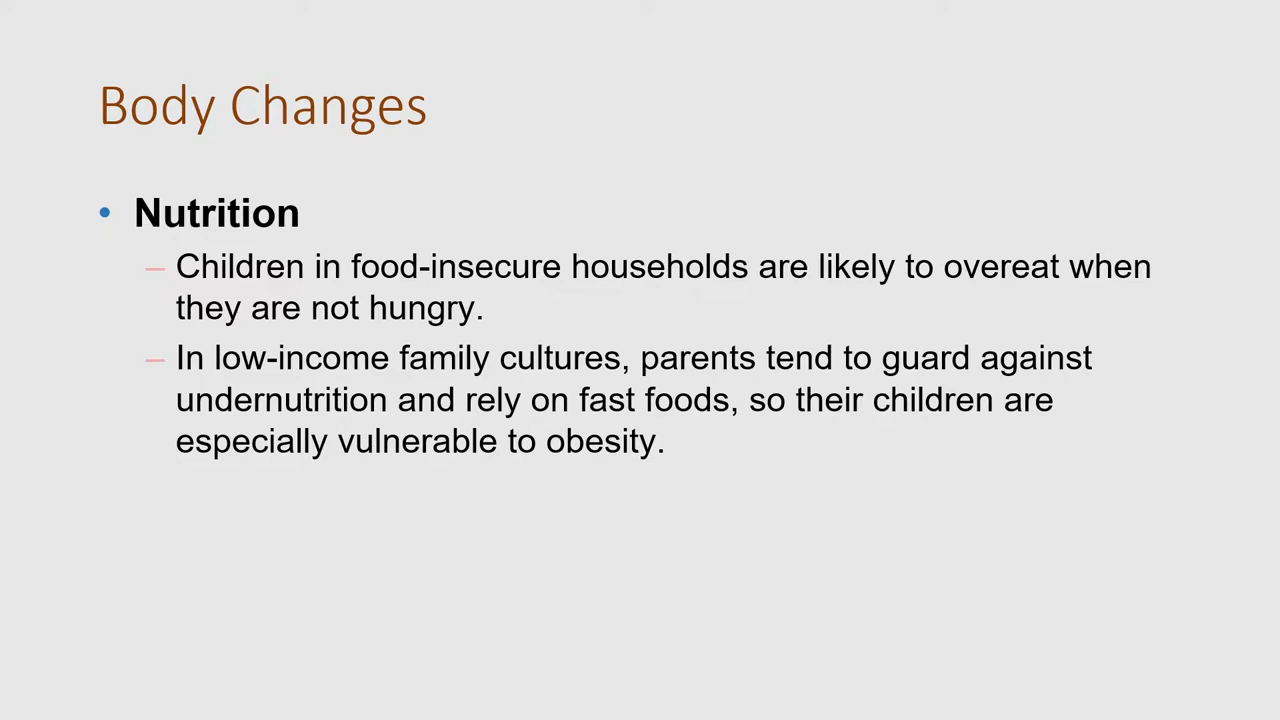 Body Changes
• Nutrition
– Children in food-insecure households are likely to overeat when
they are not hungry.
– In low-income family cultures, parents tend to guard against
undernutrition and rely on fast foods, so their children are
especially vulnerable to obesity.